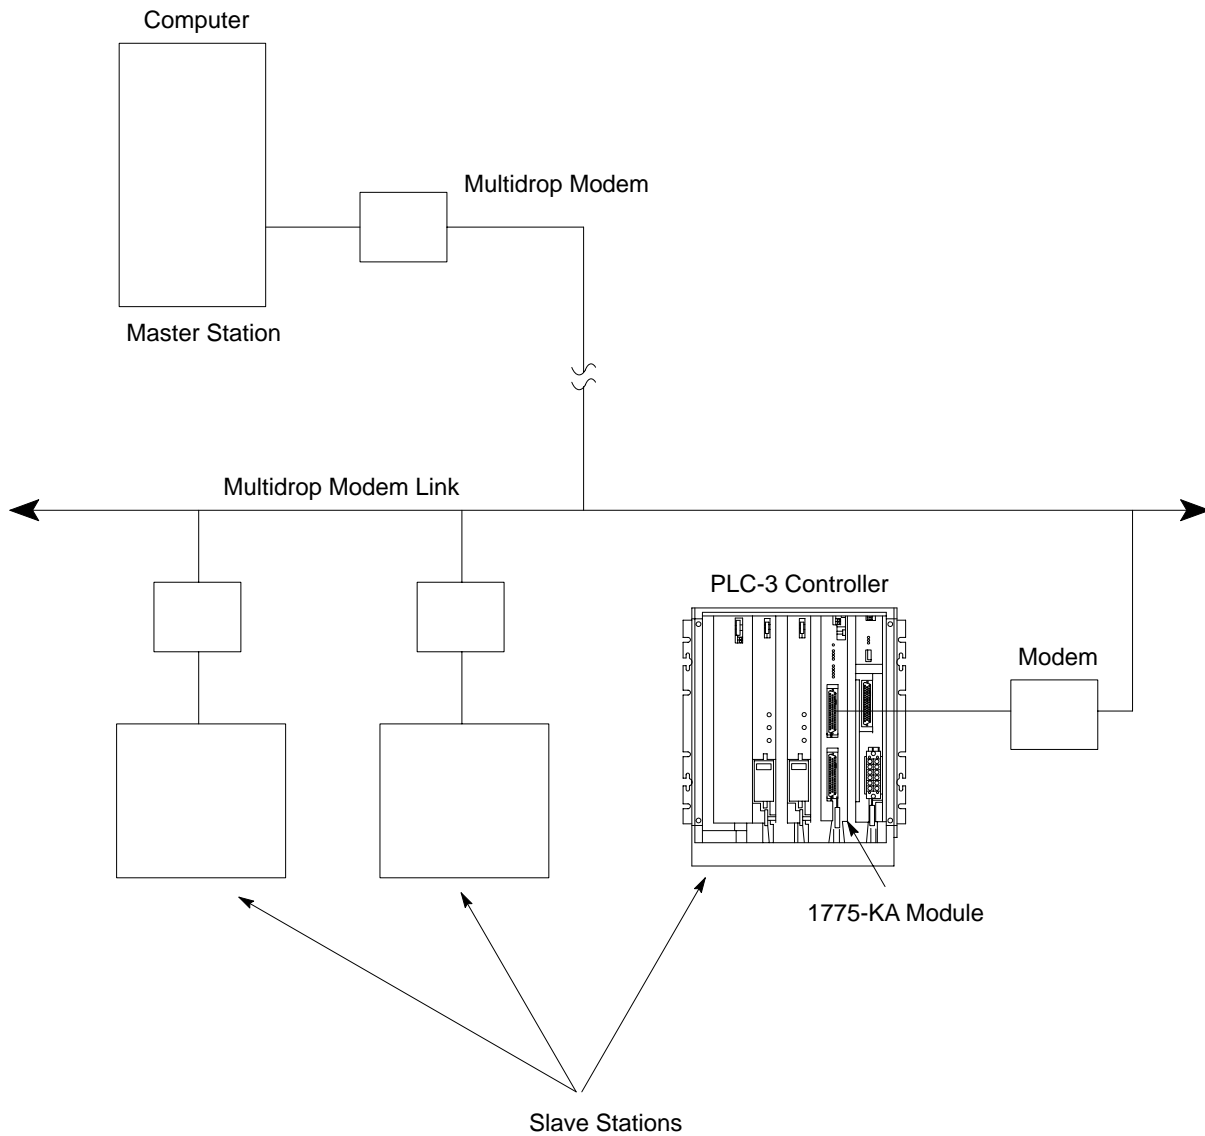 Computer
Multidrop Modem
Master Station
Multidrop Modem Link
PLC-3 Controller
Modem
1775-KA Module
Slave Stations